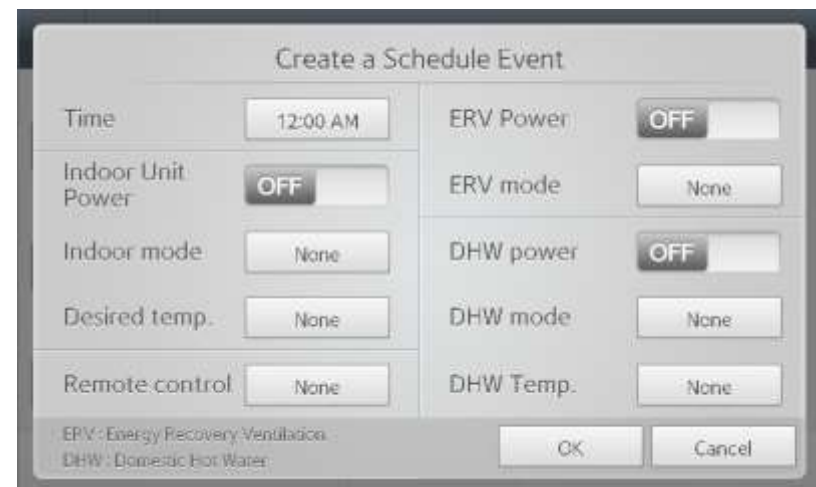 Create a Schedule Event
Time
12:00 AM
Indoor Unit
Power
OFF
Indoor mode
None
Desired temp.
None
Remote control
None
ERV Power
OFF
ERV mode
None
DHW power
OFF
DHW mode
None
DHW Temp.
None
ERV : Energy Recovery Ventilation
DHW : Domestic Hot Water
OK
Cancel